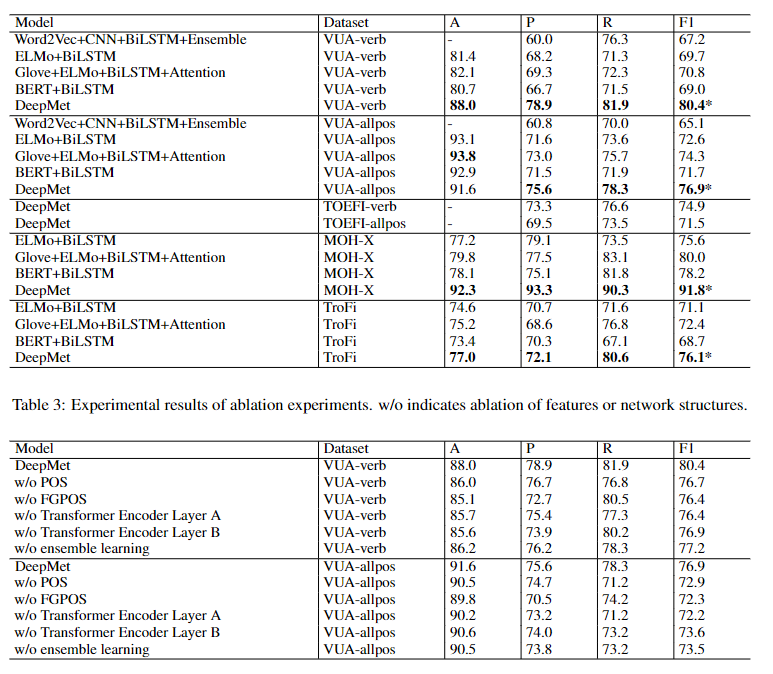 Model Dataset A P R F1
Word2Vec+CNN+BiLSTM+Ensemble VUA-verb - 60.0 76.3 67.2
ELMo+BiLSTM VUA-verb 81.4 68.2 71.3 69.7
Glove+ELMo+BiLSTM+Attention VUA-verb 82.1 69.3 72.3 70.8
BERT+BiLSTM VUA-verb 80.7 66.7 71.5 69.0
DeepMet VUA-verb 88.0 78.9 81.9 80.4*
Word2Vec+CNN+BiLSTM+Ensemble VUA-allpos - 60.8 70.0 65.1
ELMo+BiLSTM VUA-allpos 93.1 71.6 73.6 72.6
Glove+ELMo+BiLSTM+Attention VUA-allpos 93.8 73.0 75.7 74.3
BERT+BiLSTM VUA-allpos 92.9 71.5 71.9 71.7
DeepMet VUA-allpos 91.6 75.6 78.3 76.9*
DeepMet TOEFI-verb - 73.3 76.6 74.9
DeepMet TOEFI-allpos - 69.5 73.5 71.5
ELMo+BiLSTM MOH-X 77.2 79.1 73.5 75.6
Glove+ELMo+BiLSTM+Attention MOH-X 79.8 77.5 83.1 80.0
BERT+BiLSTM MOH-X 78.1 75.1 81.8 78.2
DeepMet MOH-X 92.3 93.3 90.3 91.8*
ELMo+BiLSTM TroFi 74.6 70.7 71.6 71.1
Glove+ELMo+BiLSTM+Attention TroFi 75.2 68.6 76.8 72.4
BERT+BiLSTM TroFi 73.4 70.3 67.1 68.7
DeepMet TroFi 77.0 72.1 80.6 76.1*
Table 3: Experimental results of ablation experiments. w/o indicates ablation of features or network structures.
Model Dataset A P R F1
DeepMet VUA-verb 88.0 78.9 81.9 80.4
w/o POS VUA-verb 86.0 76.7 76.8 76.7
w/o FGPOS VUA-verb 85.1 72.7 80.5 76.4
w/o Transformer Encoder Layer A VUA-verb 85.7 75.4 77.3 76.4
w/o Transformer Encoder Layer B VUA-verb 85.6 73.9 80.2 76.9
w/o ensemble learning VUA-verb 86.2 76.2 78.3 77.2
DeepMet VUA-allpos 91.6 75.6 78.3 76.9
w/o POS VUA-allpos 90.5 74.7 71.2 72.9
w/o FGPOS VUA-allpos 89.8 70.5 74.2 72.3
w/o Transformer Encoder Layer A VUA-allpos 90.2 73.2 71.2 72.2
w/o Transformer Encoder Layer B VUA-allpos 90.6 74.0 73.2 73.6
w/o ensemble learning VUA-allpos 90.5 73.8 73.2 73.5